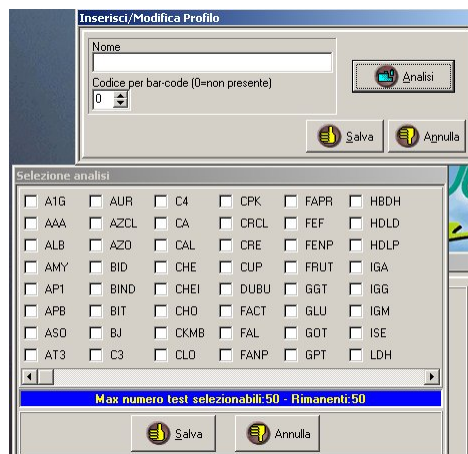 Inserisci/Modifica Profilo
Nome
Codice per bar-code (0=non presente)
0
Analisi
Salva
Annulla
Selezione analisi
A1G AUR C4 CPK FAPR HBDH
AAA AZCL CA CRCL FEF HDLD
ALB AZO CAL CRE FENP HDLP
AMY BID CHE CUP FRUT IGA
AP1 BIND CHEI DUBU GGT IGG
APB BIT CHO FACT GLU IGM
ASO BJ CKMB FAL GOT ISE
AT3 C3 CLO FANP GPT LDH
Max numero test selezionabili:50 - Rimanenti:50
Salva
Annulla